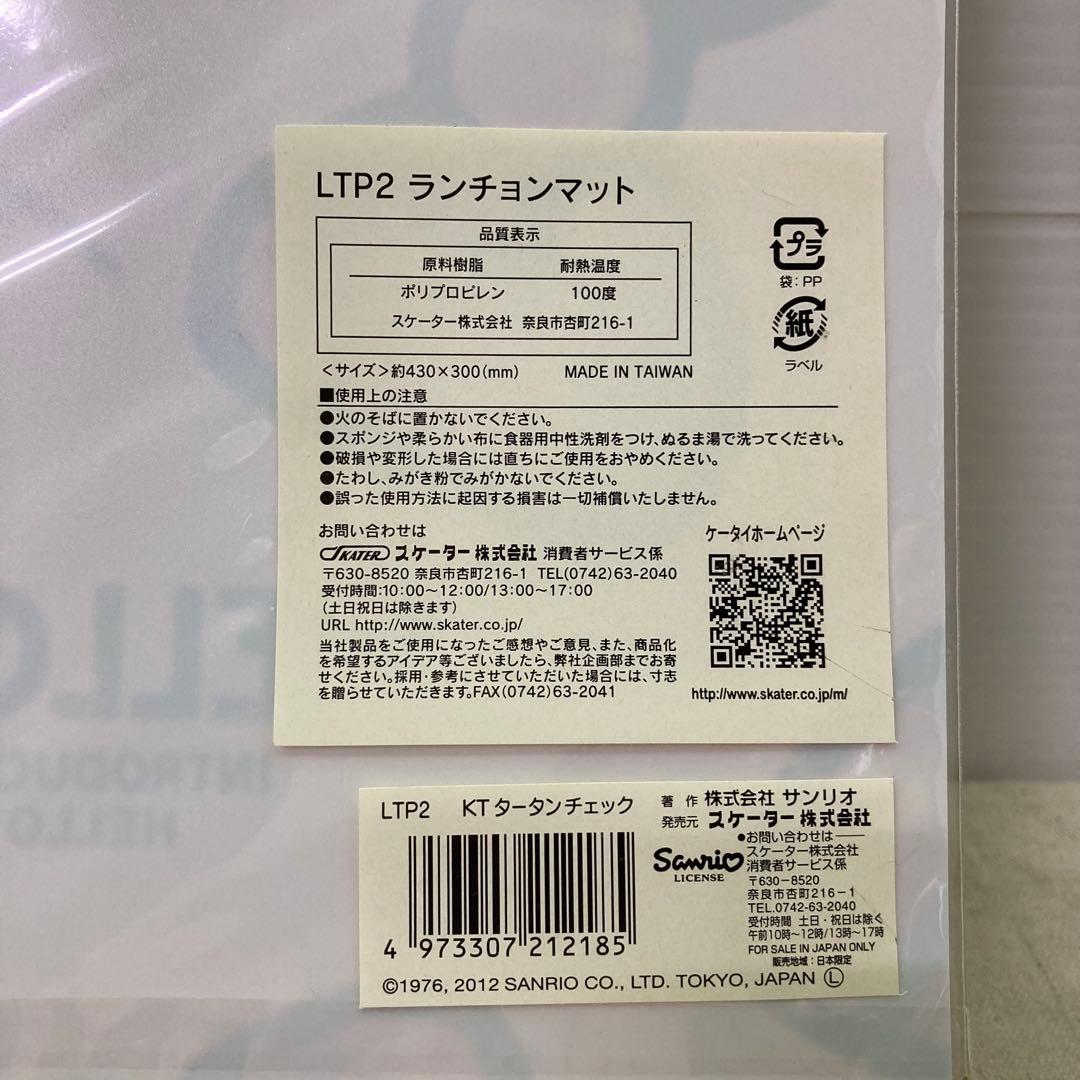 LTP2 ランチョンマット
品質表示
原料樹脂 耐熱温度
ポリプロピレン 100度
スケーター株式会社 奈良市杏町216-1
プラ
袋:PP
紙
ラベル
<サイズ>約430×300(mm) MADE IN TAIWAN
■使用上の注意
●火のそばに置かないでください。
●スポンジや柔らかい布に食器用中性洗剤をつけ、ぬるま湯で洗ってください。
●破損や変形した場合には直ちにご使用をおやめください。
●たわし、みがき粉でみがかないでください。
●誤った使用方法に起因する損害は一切補償いたしません。
お問い合わせは
SKATER スケーター株式会社 消費者サービス係
〒630-8520 奈良市杏町216-1 TEL(0742)63-2040
受付時間:10:00~12:00/13:00~17:00
(土日祝日は除きます)
URL http://www.skater.co.jp/
当社製品をご使用になったご感想やご意見、また、商品化
を希望するアイデア等ございましたら、弊社企画部までお寄
せください。採用・参考にさせていただいた場合には、寸志
を贈らせていただきます。FAX(0742)63-2041
ケータイホームページ
http://www.skater.co.jp/m/
LTP2 KTタータンチェック
4 973307 212185
著作 株式会社 サンリオ
発売元 スケーター株式会社
Sanrio
LICENSE
●お問い合わせは
スケーター株式会社
消費者サービス係
〒630-8520
奈良市杏町216-1
TEL.0742-63-2040
受付時間 土日・祝日は除く
午前10時~12時/13時~17時
FOR SALE IN JAPAN ONLY
販売地域:日本限定
©1976, 2012 SANRIO CO., LTD. TOKYO, JAPAN Ⓛ